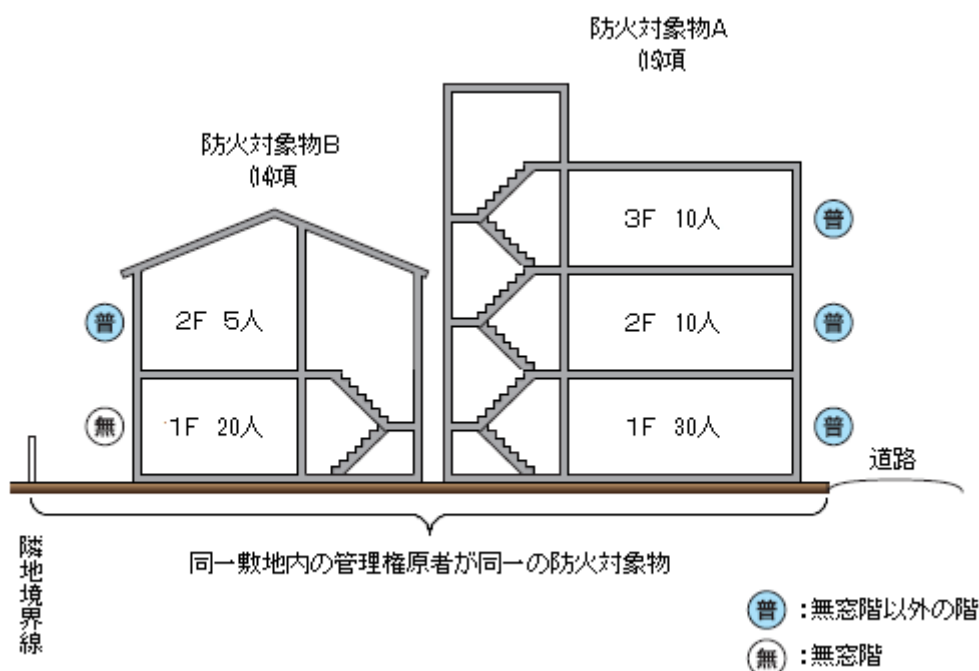 防火対象物A
(15)項
防火対象物B
(14)項
3F 10人
普
2F 5人
普
2F 10人
普
1F 20人
無
1F 30人
普
道路
隣地境界線
同一敷地内の管理権原者が同一の防火対象物
普:無窓階以外の階
無:無窓階